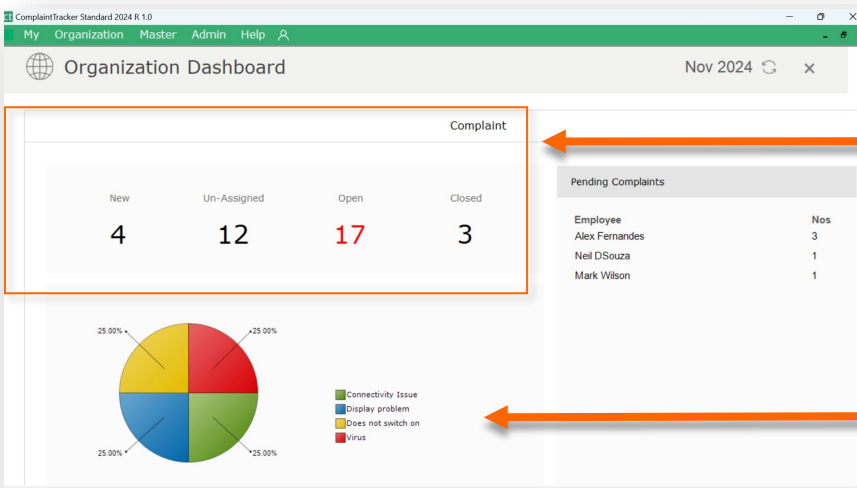 CT ComplaintTracker Standard 2024 R 1.0
My Organization Master Admin Help
Organization Dashboard
Nov 2024
Complaint
New Un-Assigned Open Closed
4 12 17 3
Pending Complaints
Employee Nos
Alex Fernandes 3
Neil DSouza 1
Mark Wilson 1
25.00% 25.00%
25.00% 25.00%
Connectivity Issue
Display problem
Does not switch on
Virus